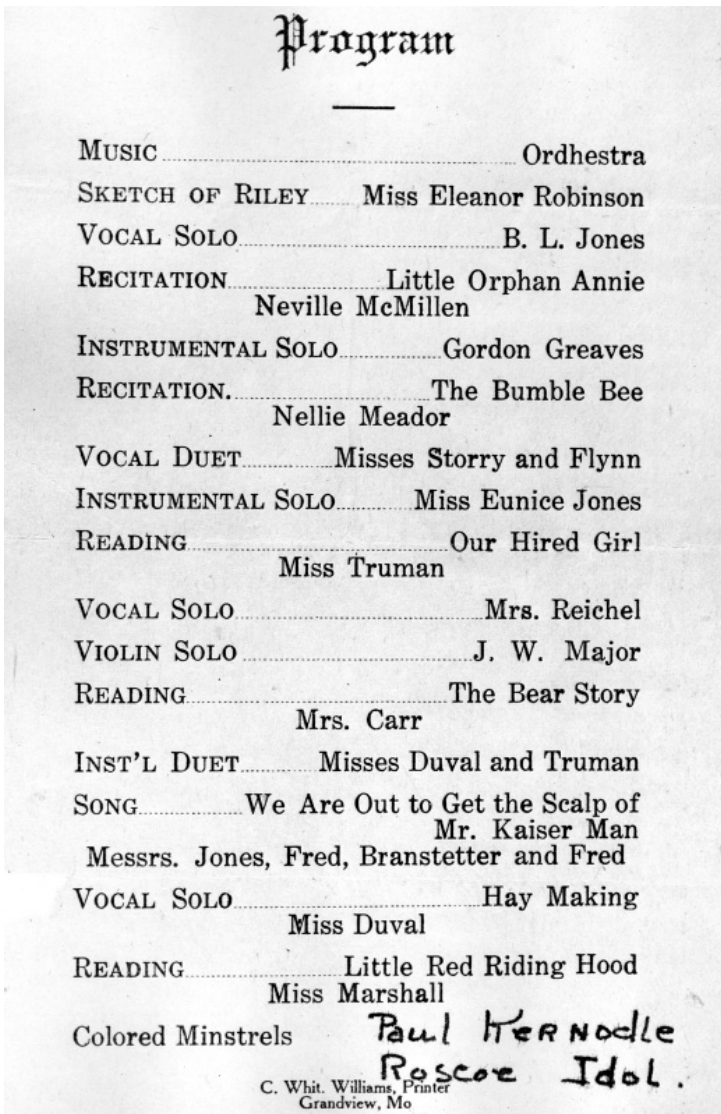 Program
MUSIC Ordhestra
SKETCH OF RILEY Miss Eleanor Robinson
VOCAL SOLO B. L. Jones
RECITATION Little Orphan Annie
Neville McMillen
INSTRUMENTAL SOLO Gordon Greaves
RECITATION. The Bumble Bee
Nellie Meador
VOCAL DUET Misses Storry and Flynn
INSTRUMENTAL SOLO Miss Eunice Jones
READING Our Hired Girl
Miss Truman
VOCAL SOLO Mrs. Reichel
VIOLIN SOLO J. W. Major
READING The Bear Story
Mrs. Carr
INST'L DUET Misses Duval and Truman
SONG We Are Out to Get the Scalp of
Mr. Kaiser Man
Messrs. Jones, Fred, Branstetter and Fred
VOCAL SOLO Hay Making
Miss Duval
READING Little Red Riding Hood
Miss Marshall
Colored Minstrels Paul Kernodle
Roscoe Idol.
C. Whit. Williams, Printer
Grandview, Mo